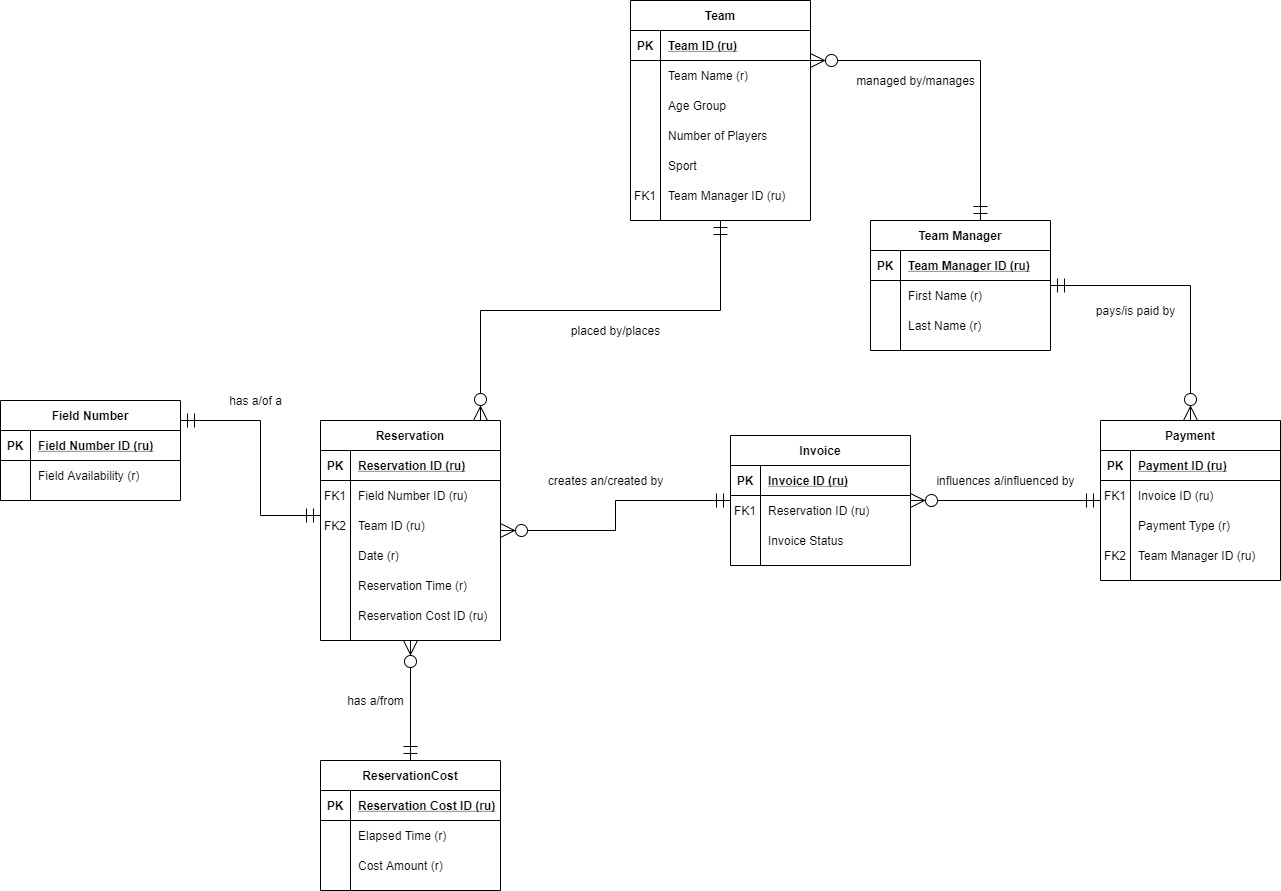 Team
PK Team ID (ru)
Team Name (r)
Age Group
Number of Players
Sport
FK1 Team Manager ID (ru)
managed by/manages
Team Manager
PK Team Manager ID (ru)
First Name (r)
Last Name (r)
pays/is paid by
placed by/places
has a/of a
Field Number
PK Field Number ID (ru)
Field Availability (r)
Reservation
PK Reservation ID (ru)
FK1 Field Number ID (ru)
FK2 Team ID (ru)
Date (r)
Reservation Time (r)
Reservation Cost ID (ru)
creates an/created by
Invoice
PK Invoice ID (ru)
FK1 Reservation ID (ru)
Invoice Status
influences a/influenced by
Payment
PK Payment ID (ru)
FK1 Invoice ID (ru)
Payment Type (r)
FK2 Team Manager ID (ru)
has a/from
ReservationCost
PK Reservation Cost ID (ru)
Elapsed Time (r)
Cost Amount (r)